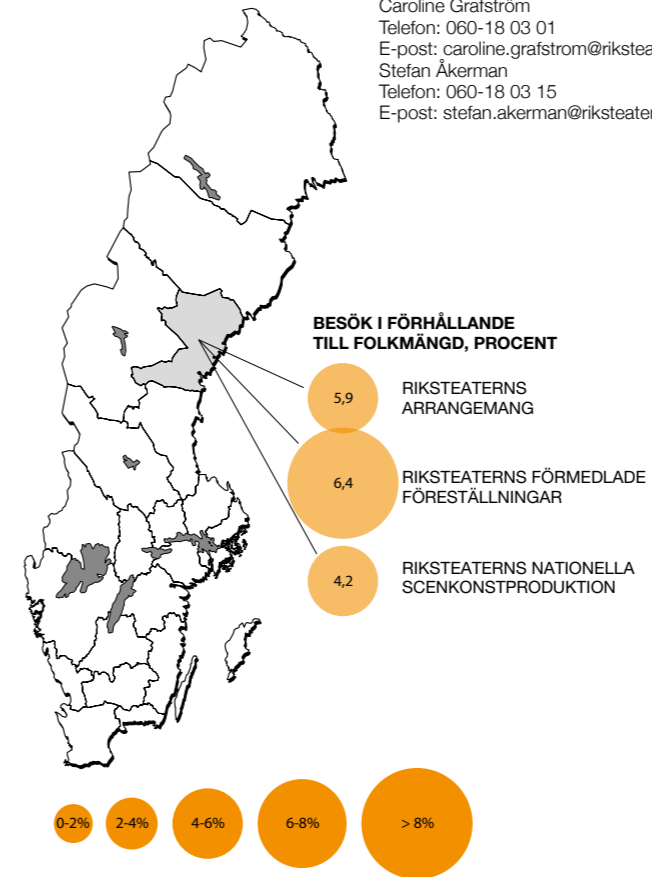 Caroline Grafström
Telefon: 060-18 03 01
E-post: caroline.grafstrom@rikstea
Stefan Åkerman
Telefon: 060-18 03 15
E-post: stefan.akerman@riksteater
BESÖK I FÖRHÅLLANDE
TILL FOLKMÄNGD, PROCENT
5,9
RIKSTEATERNS
ARRANGEMANG
6,4
RIKSTEATERNS FÖRMEDLADE
FÖRESTÄLLNINGAR
4,2
RIKSTEATERNS NATIONELLA
SCENKONSTPRODUKTION
0-2%
2-4%
4-6%
6-8%
> 8%